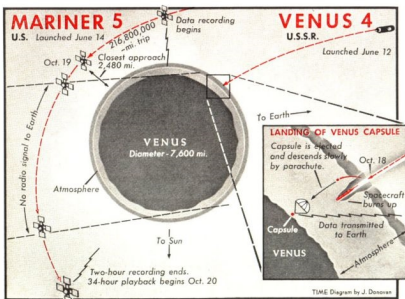 MARINER 5
U.S. Launched June 14
216,800,000
mi. trip
Data recording
begins
VENUS 4
U.S.S.R.
Launched June 12
Oct. 19
Closest approach
2,480 mi.
No radio signal to Earth
VENUS
Diameter - 7,600 mi.
Atmosphere
To Earth
To Sun
Two-hour recording ends.
34-hour playback begins Oct. 20
LANDING OF VENUS CAPSULE
Capsule is ejected
and descends slowly
by parachute.
Oct. 18
Spacecraft
burns up
Capsule
Data transmitted
to Earth
VENUS
Atmosphere
TIME Diagram by J. Donovan